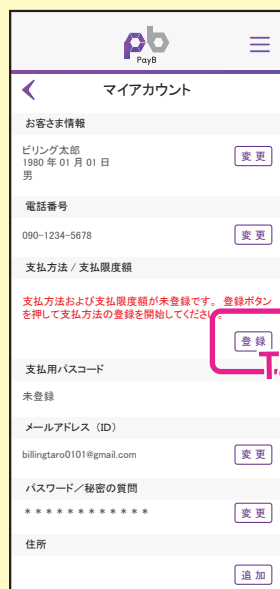 pb
PayB
マイアカウント
お客さま情報
ビリング太郎
1980 年 01 月 01 日
変 更
男
電話番号
090-1234-5678
変 更
支払方法 / 支払限度額
支払方法および支払限度額が未登録です。 登録ボタン
を押して支払方法の登録を開始してください。
登 録
支払用パスコード
未登録
メールアドレス（ID）
billingtaro0101@gmail.com
変 更
パスワード／秘密の質問
* * * * * * * * * * * *
変 更
住所
追 加